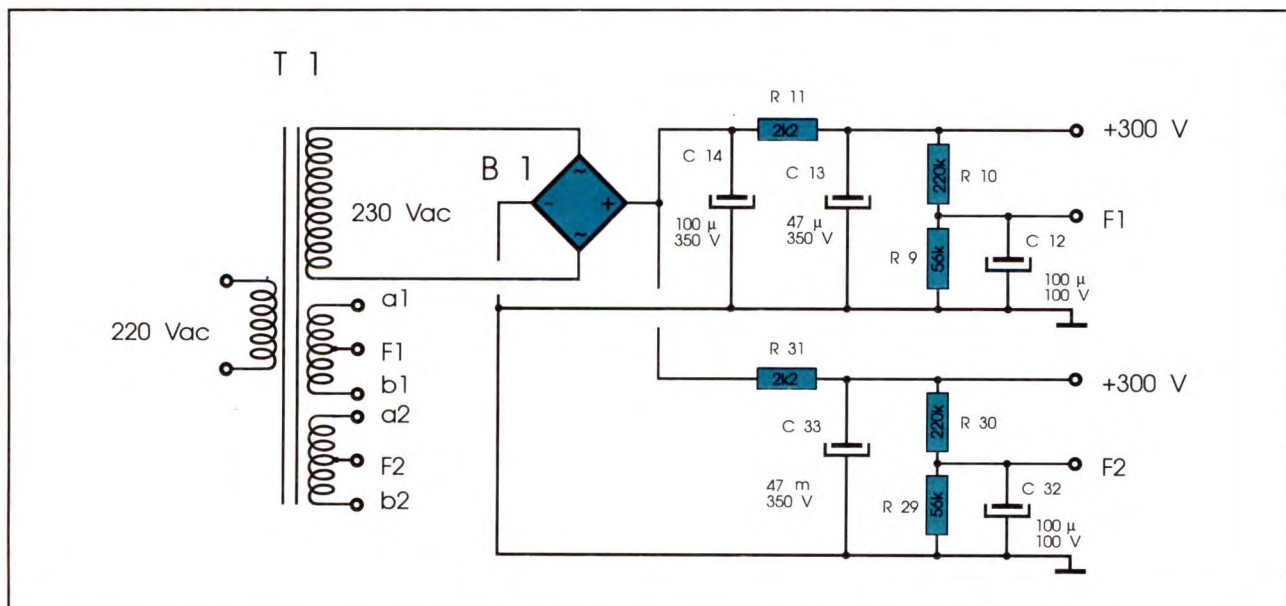 T 1
R 11
2k2
+300 V
C 14
C 13
220k
R 10
B 1
~
-
+
~
230 Vac
100 µ
350 V
47 µ
350 V
F1
R 9
56k
C 12
100 µ
100 V
220 Vac
a1
F1
b1
a2
F2
b2
R 31
2k2
+300 V
C 33
220k
R 30
47 m
350 V
F2
R 29
56k
C 32
100 µ
100 V